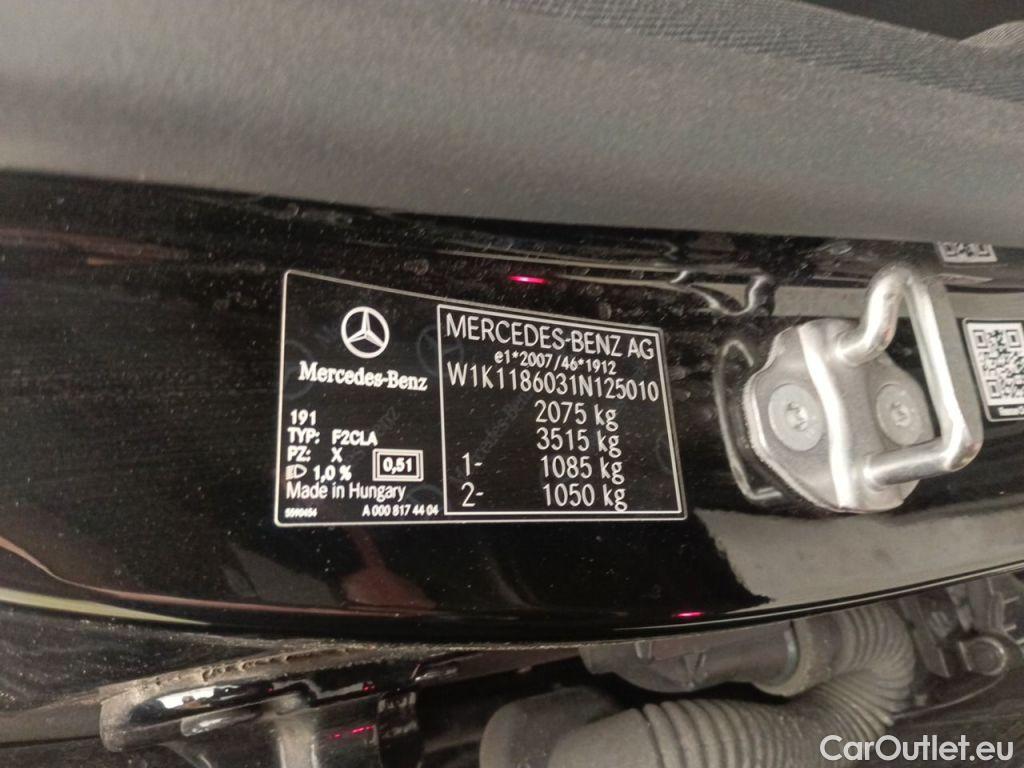 Mercedes-Benz
191
TYP: F2CLA
PZ: X
1,0 % 0,51
Made in Hungary
5590454 A 000 817 44 04
MERCEDES-BENZ AG
e1*2007/46*1912
W1K1186031N125010
2075 kg
3515 kg
1- 1085 kg
2- 1050 kg
CarOutlet.eu